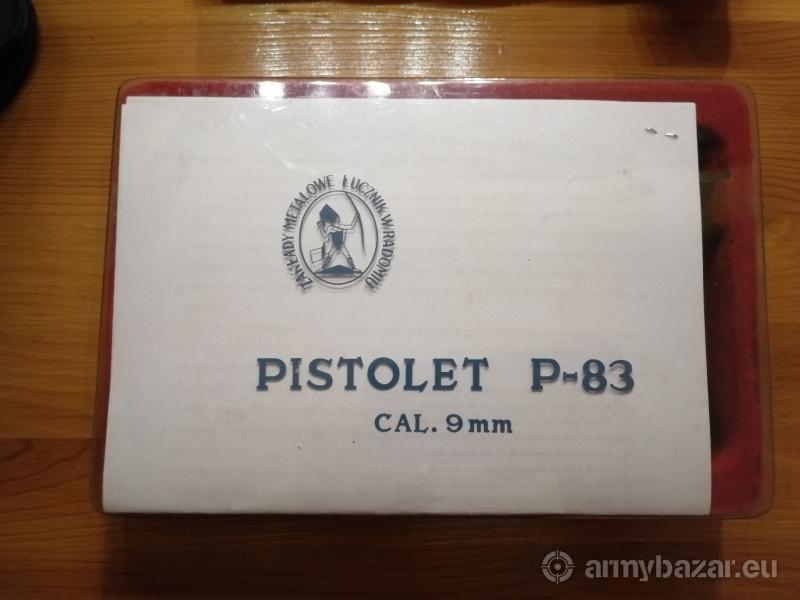 ZAKŁADY METALOWE ŁUCZNIK W RADOMIU
PISTOLET P-83
CAL. 9mm
armybazar.eu